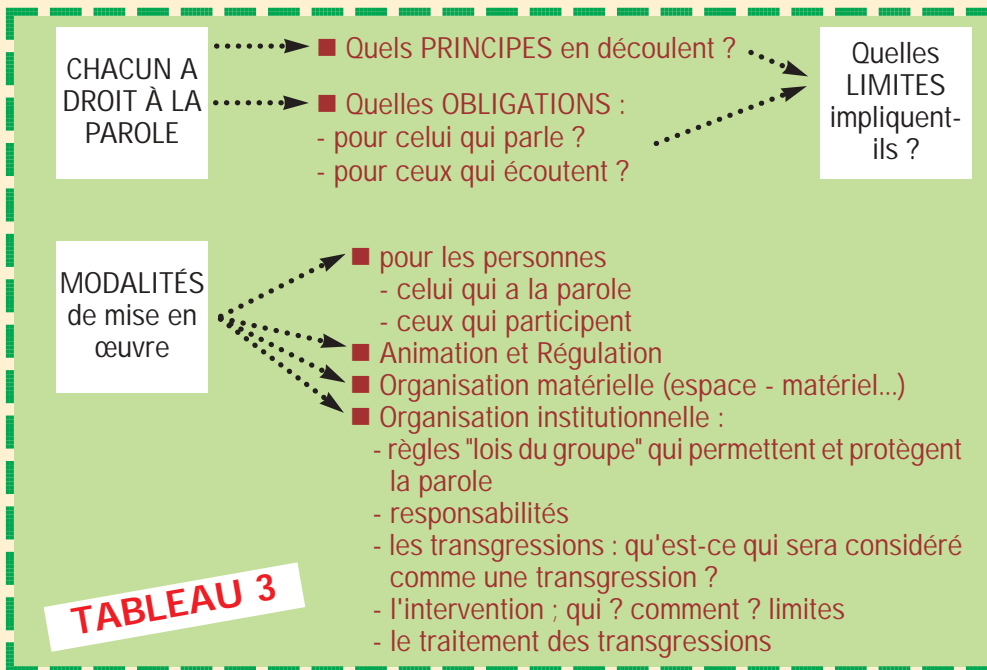 CHACUN A
DROIT À LA
PAROLE
■ Quels PRINCIPES en découlent ?
■ Quelles OBLIGATIONS :
- pour celui qui parle ?
- pour ceux qui écoutent ?
Quelles
LIMITES
impliquent-
ils ?
MODALITÉS
de mise en
œuvre
■ pour les personnes
- celui qui a la parole
- ceux qui participent
■ Animation et Régulation
■ Organisation matérielle (espace - matériel...)
■ Organisation institutionnelle :
- règles "lois du groupe" qui permettent et protègent
la parole
- responsabilités
- les transgressions : qu'est-ce qui sera considéré
comme une transgression ?
- l'intervention ; qui ? comment ? limites
- le traitement des transgressions
TABLEAU 3